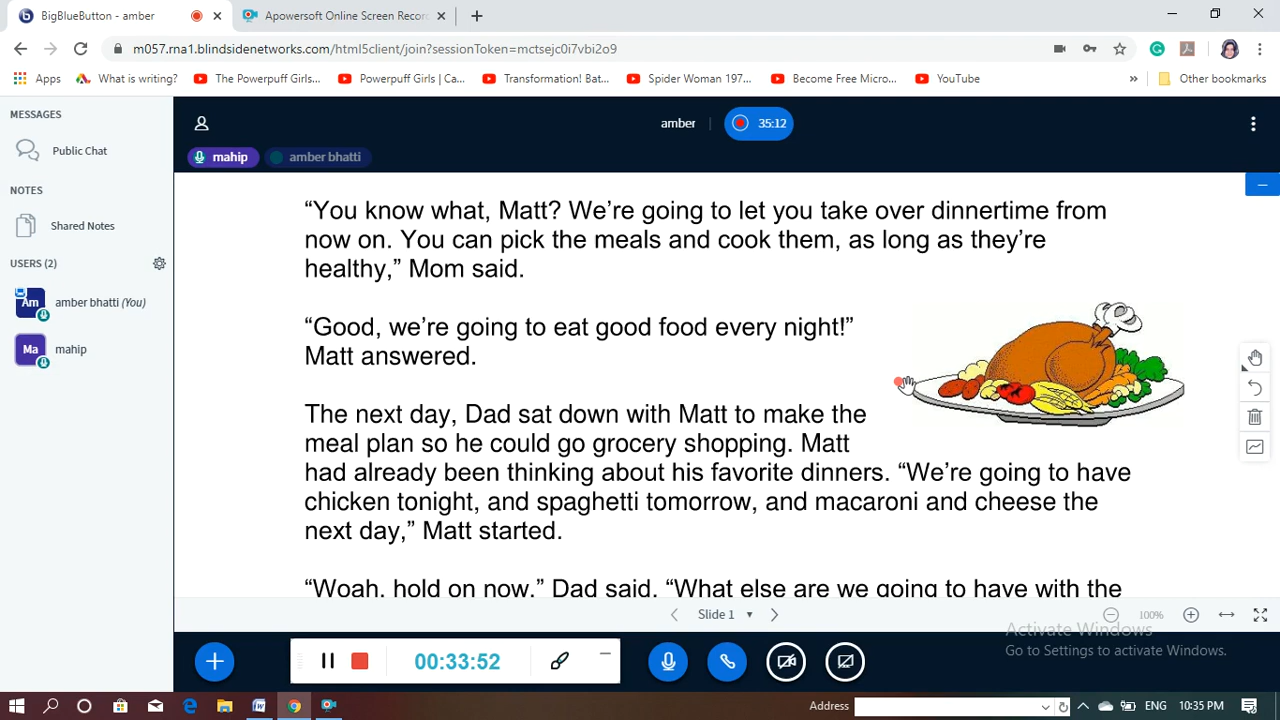 BigBlueButton - amber
Apowersoft Online Screen Recor
m057.rna1.blindsidenetworks.com/html5client/join?sessionToken=mctsejc0i7vbi2o9
Apps
What is writing?
The Powerpuff Girls...
Powerpuff Girls | Ca...
Transformation! Bat...
Spider Woman 197...
Become Free Micro...
YouTube
»
Other bookmarks
MESSAGES
Public Chat
NOTES
Shared Notes
USERS (2)
Am
amber bhatti (You)
Ma
mahip
amber
35:12
mahip
amber bhatti
“You know what, Matt? We’re going to let you take over dinnertime from
now on. You can pick the meals and cook them, as long as they’re
healthy,” Mom said.
“Good, we’re going to eat good food every night!”
Matt answered.
The next day, Dad sat down with Matt to make the
meal plan so he could go grocery shopping. Matt
had already been thinking about his favorite dinners. “We’re going to have
chicken tonight, and spaghetti tomorrow, and macaroni and cheese the
next day,” Matt started.
“Woah, hold on now,” Dad said. “What else are we going to have with the
Slide 1
100%
Activate Windows
Go to Settings to activate Windows.
00:33:52
Address
ENG
10:35 PM